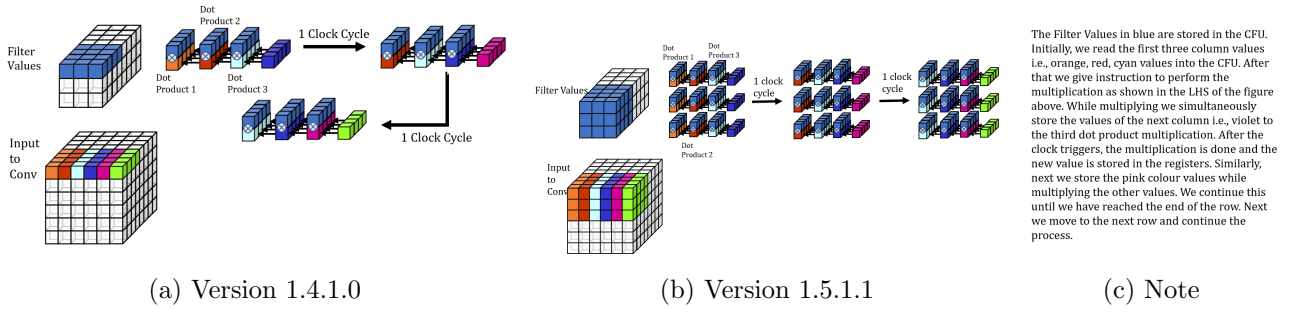 Filter
Values
Dot
Product 2
Dot
Product 1
Dot
Product 3
1 Clock Cycle
1 Clock Cycle
Input
to
Conv
(a) Version 1.4.1.0
Filter Values
Dot
Product 1
Dot
Product 3
Dot
Product 2
1 clock
cycle
1 clock
cycle
Input
to
Conv
(b) Version 1.5.1.1
The Filter Values in blue are stored in the CFU.
Initially, we read the first three column values
i.e., orange, red, cyan values into the CFU. After
that we give instruction to perform the
multiplication as shown in the LHS of the figure
above. While multiplying we simultaneously
store the values of the next column i.e., violet to
the third dot product multiplication. After the
clock triggers, the multiplication is done and the
new value is stored in the registers. Similarly,
next we store the pink colour values while
multiplying the other values. We continue this
until we have reached the end of the row. Next
we move to the next row and continue the
process.
(c) Note